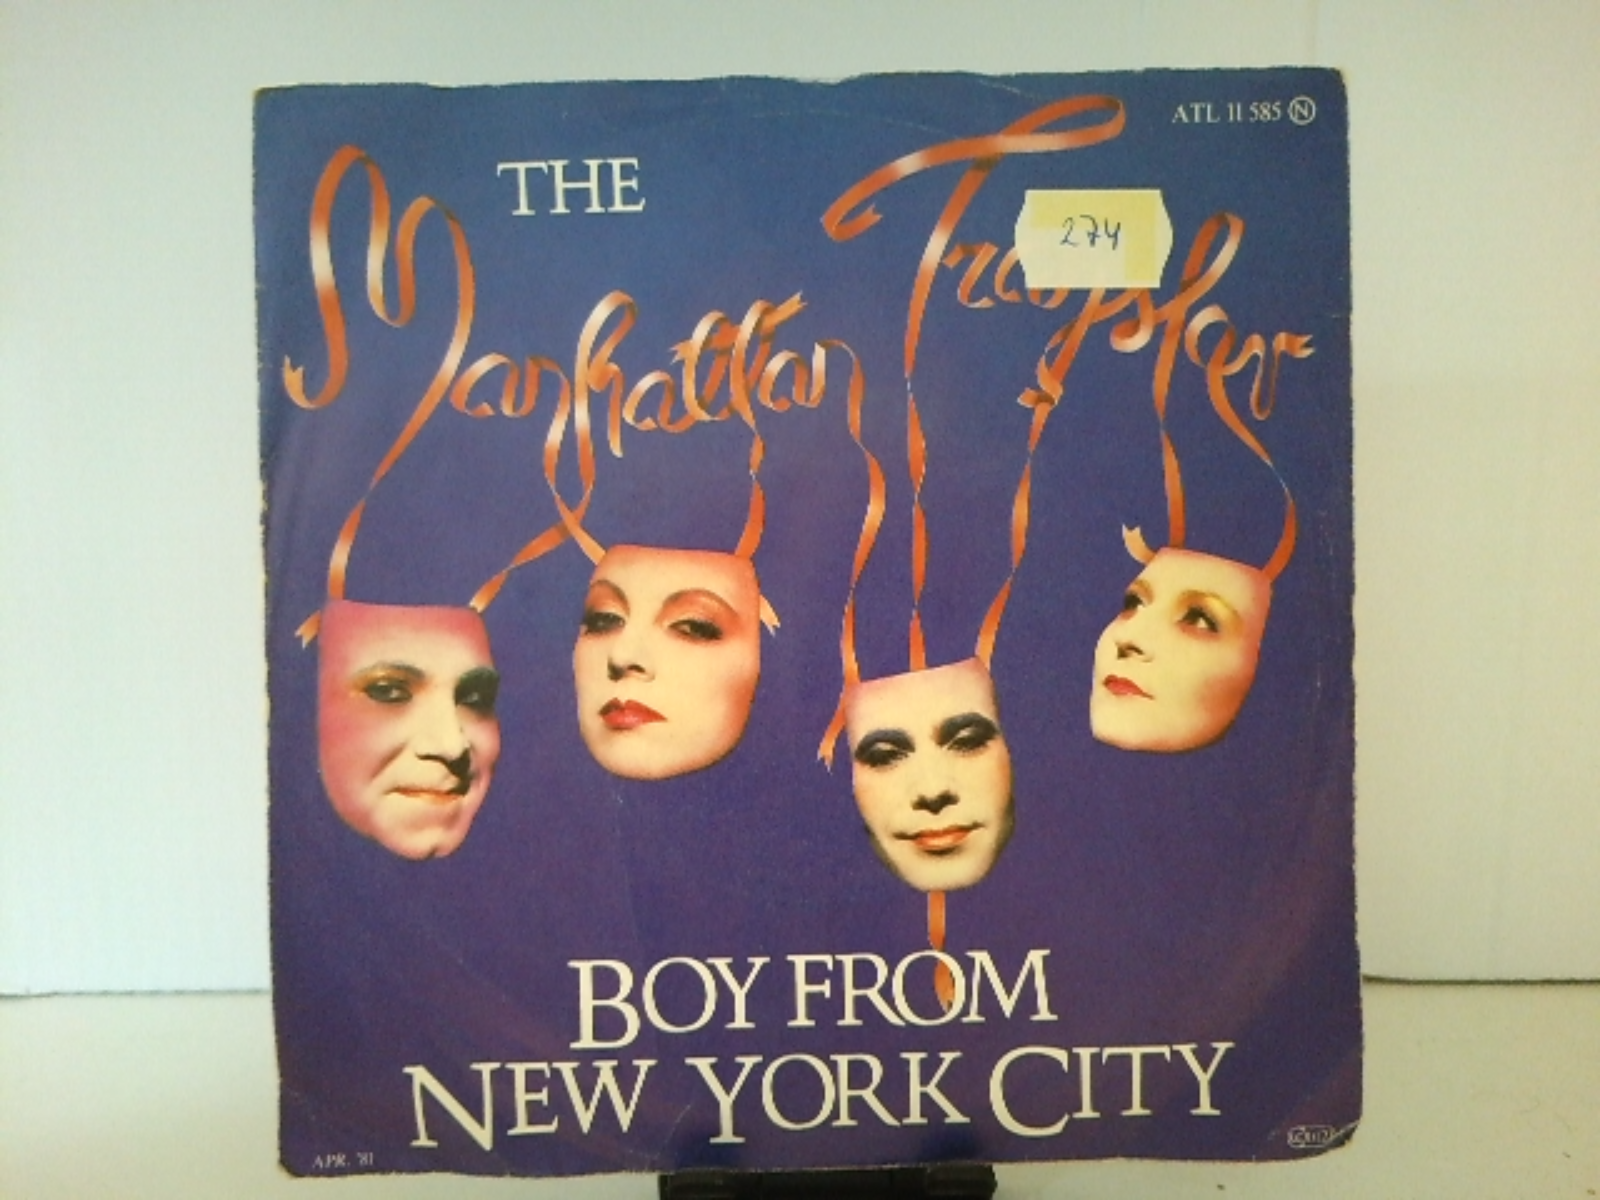 ATL 11 585 N
THE
Manhattan Transfer
274
BOY FROM
NEW YORK CITY
APR. '81